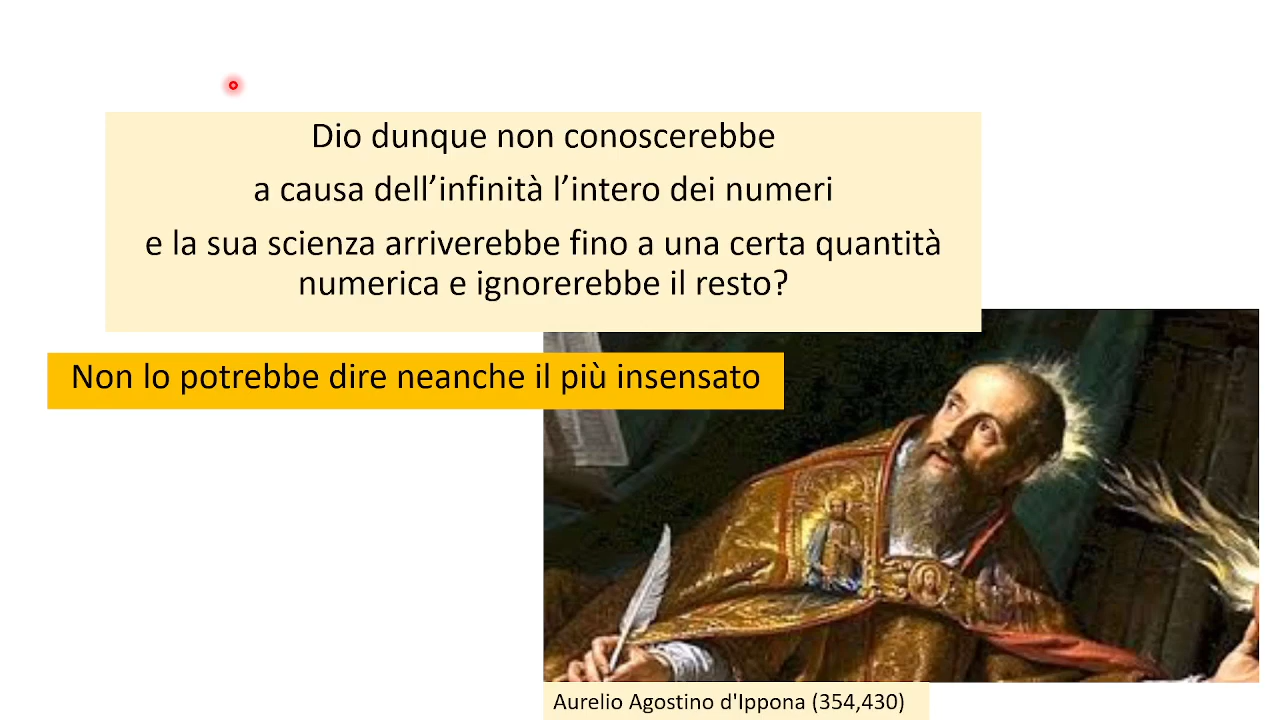 Dio dunque non conoscerebbe
a causa dell’infinità l’intero dei numeri
e la sua scienza arriverebbe fino a una certa quantità
numerica e ignorerebbe il resto?
Non lo potrebbe dire neanche il più insensato
Aurelio Agostino d'Ippona (354,430)